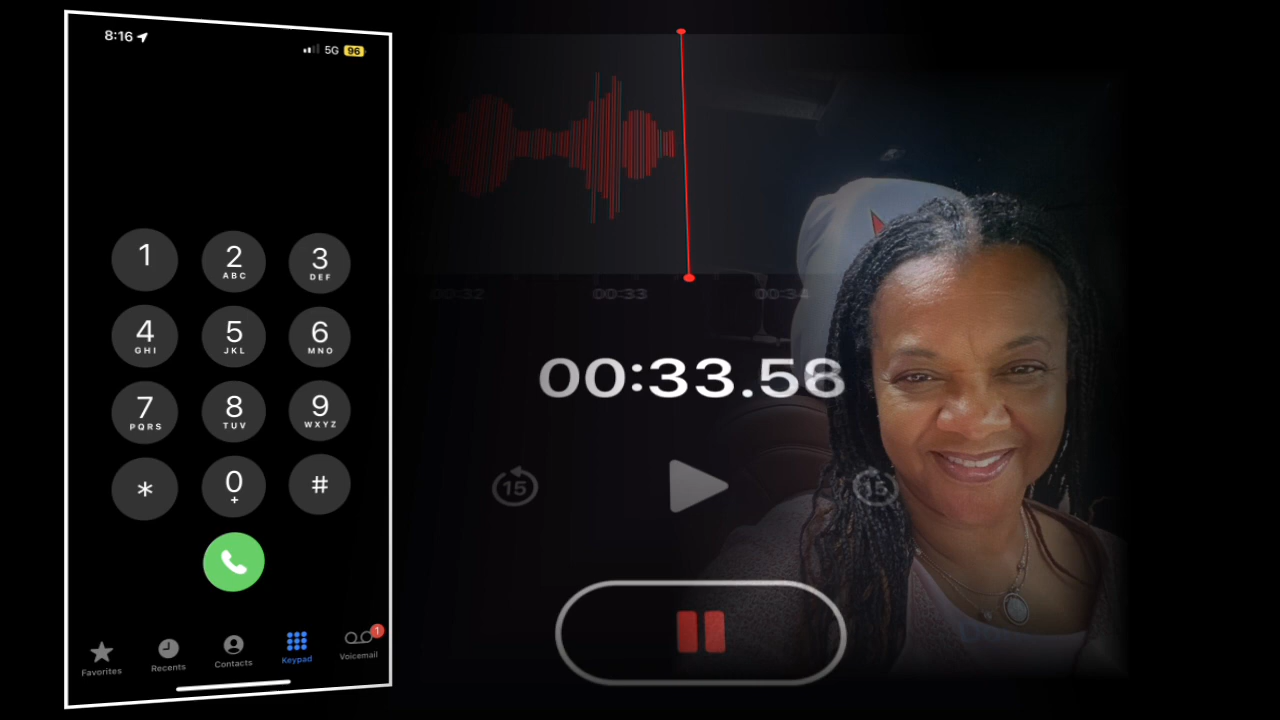 8:16
5G 96
1
2
ABC
3
DEF
4
GHI
5
JKL
6
MNO
7
PQRS
8
TUV
9
WXYZ
*
0
+
#
Favorites
Recents
Contacts
Keypad
Voicemail
1
00:32
00:33
00:34
00:33.58
15
15